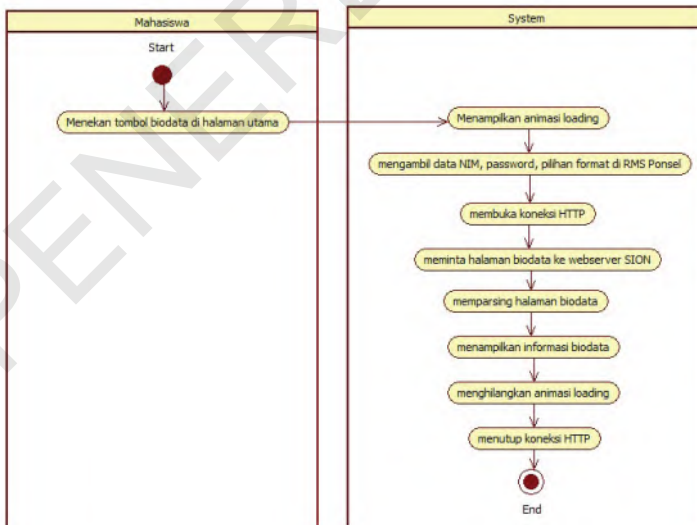 Mahasiswa
System
Start
Menekan tombol biodata di halaman utama
Menampilkan animasi loading
mengambil data NIM, password, pilihan format di RMS Ponsel
membuka koneksi HTTP
meminta halaman biodata ke webserver SION
memparsing halaman biodata
menampilkan informasi biodata
menghilangkan animasi loading
menutup koneksi HTTP
End
PENER